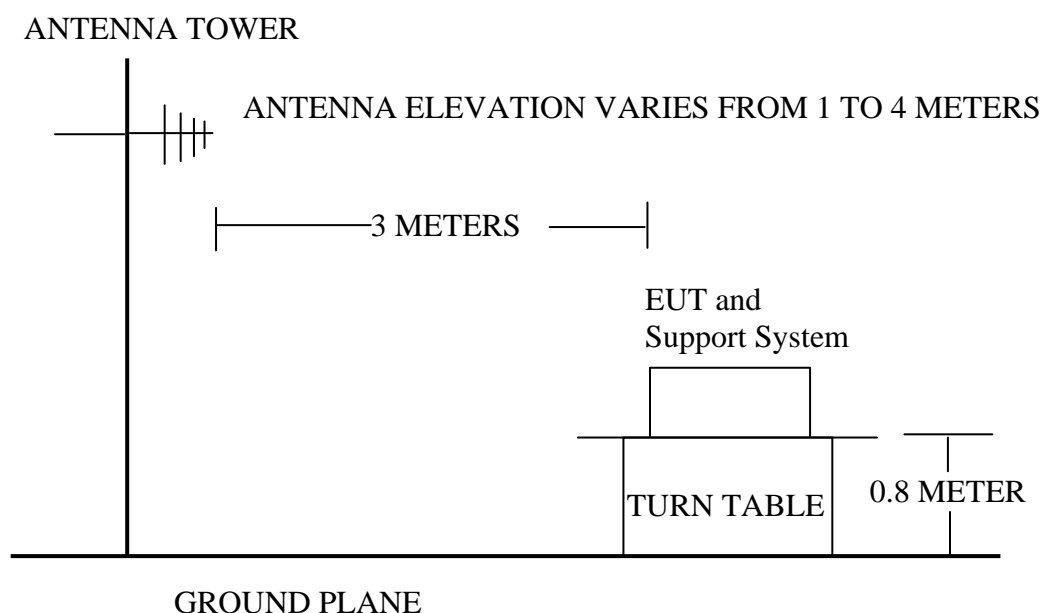 ANTENNA TOWER
ANTENNA ELEVATION VARIES FROM 1 TO 4 METERS
3 METERS
EUT and
Support System
TURN TABLE
0.8 METER
GROUND PLANE